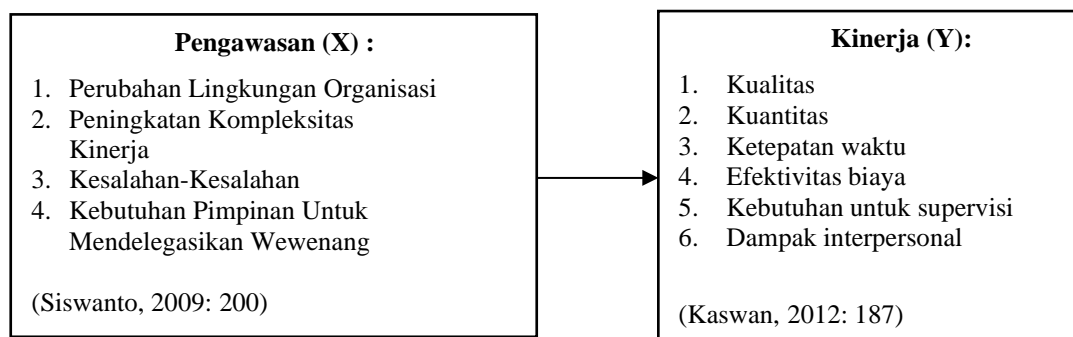 Pengawasan (X) :
1. Perubahan Lingkungan Organisasi
2. Peningkatan Kompleksitas
Kinerja
3. Kesalahan-Kesalahan
4. Kebutuhan Pimpinan Untuk
Mendelegasikan Wewenang
(Siswanto, 2009: 200)
Kinerja (Y):
1. Kualitas
2. Kuantitas
3. Ketepatan waktu
4. Efektivitas biaya
5. Kebutuhan untuk supervisi
6. Dampak interpersonal
(Kaswan, 2012: 187)